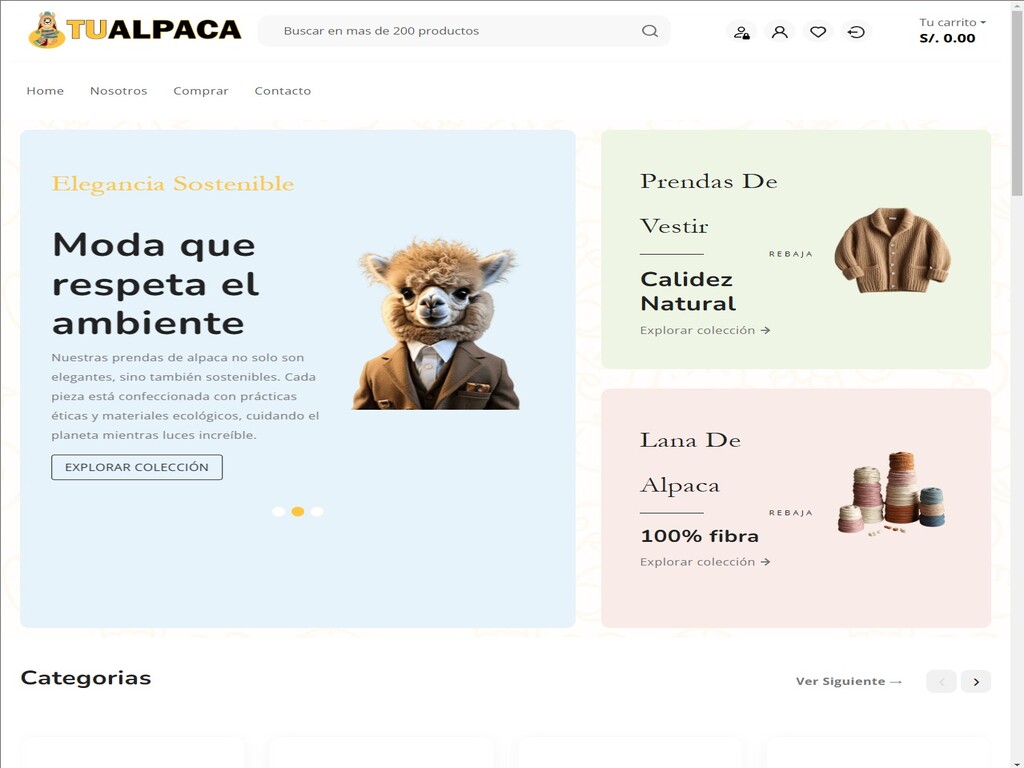 TUALPACA
Buscar en mas de 200 productos
Tu carrito
S/. 0.00
Home
Nosotros
Comprar
Contacto
Elegancia Sostenible
Moda que
respeta el
ambiente
Nuestras prendas de alpaca no solo son
elegantes, sino también sostenibles. Cada
pieza está confeccionada con prácticas
éticas y materiales ecológicos, cuidando el
planeta mientras luces increíble.
EXPLORAR COLECCIÓN
Prendas De
Vestir
REBAJA
Calidez
Natural
Explorar colección
Lana De
Alpaca
REBAJA
100% fibra
Explorar colección
Categorias
Ver Siguiente